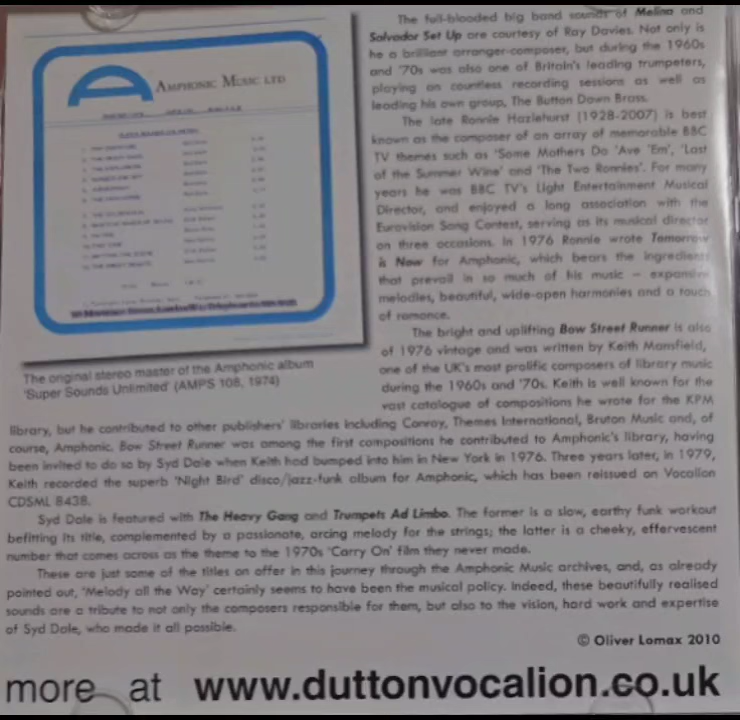 AMPHONIC MUSIC LTD
The original stereo master of the Amphonic album
'Super Sounds Unlimited' (AMPS 108, 1974)
The full-blooded big band sounds of Melina and
Salvador Set Up are courtesy of Ray Davies. Not only is
he a brilliant arranger-composer, but during the 1960s
and '70s was also one of Britain's leading trumpeters,
playing on countless recording sessions as well as
leading his own group, The Button Down Brass.
The late Ronnie Hazlehurst (1928-2007) is best
known as the composer of an array of memorable BBC
TV themes such as 'Some Mothers Do 'Ave 'Em', 'Last
of the Summer Wine' and 'The Two Ronnies'. For many
years he was BBC TV's Light Entertainment Musical
Director, and enjoyed a long association with the
Eurovision Song Contest, serving as its musical director
on three occasions. In 1976 Ronnie wrote Tomorrow
is Now for Amphonic, which bears the ingredients
that prevail in so much of his music – expansive
melodies, beautiful, wide-open harmonies and a touch
of romance.
The bright and uplifting Bow Street Runner is also
of 1976 vintage and was written by Keith Mansfield,
one of the UK's most prolific composers of library music
during the 1960s and '70s. Keith is well known for the
vast catalogue of compositions he wrote for the KPM
library, but he contributed to other publishers' libraries including Conroy, Themes International, Bruton Music and, of
course, Amphonic. Bow Street Runner was among the first compositions he contributed to Amphonic's library, having
been invited to do so by Syd Dale when Keith had bumped into him in New York in 1976. Three years later, in 1979,
Keith recorded the superb 'Night Bird' disco/jazz-funk album for Amphonic, which has been reissued on Vocalion
CDSML 8438.
Syd Dale is featured with The Heavy Gang and Trumpets Ad Limbo. The former is a slow, earthy funk workout
befitting its title, complemented by a passionate, arcing melody for the strings; the latter is a cheeky, effervescent
number that comes across as the theme to the 1970s 'Carry On' film they never made.
These are just some of the titles on offer in this journey through the Amphonic Music archives, and, as already
pointed out, 'Melody all the Way' certainly seems to have been the musical policy. Indeed, these beautifully realised
sounds are a tribute to not only the composers responsible for them, but also to the vision, hard work and expertise
of Syd Dale, who made it all possible.
© Oliver Lomax 2010
more at www.duttonvocalion.co.uk